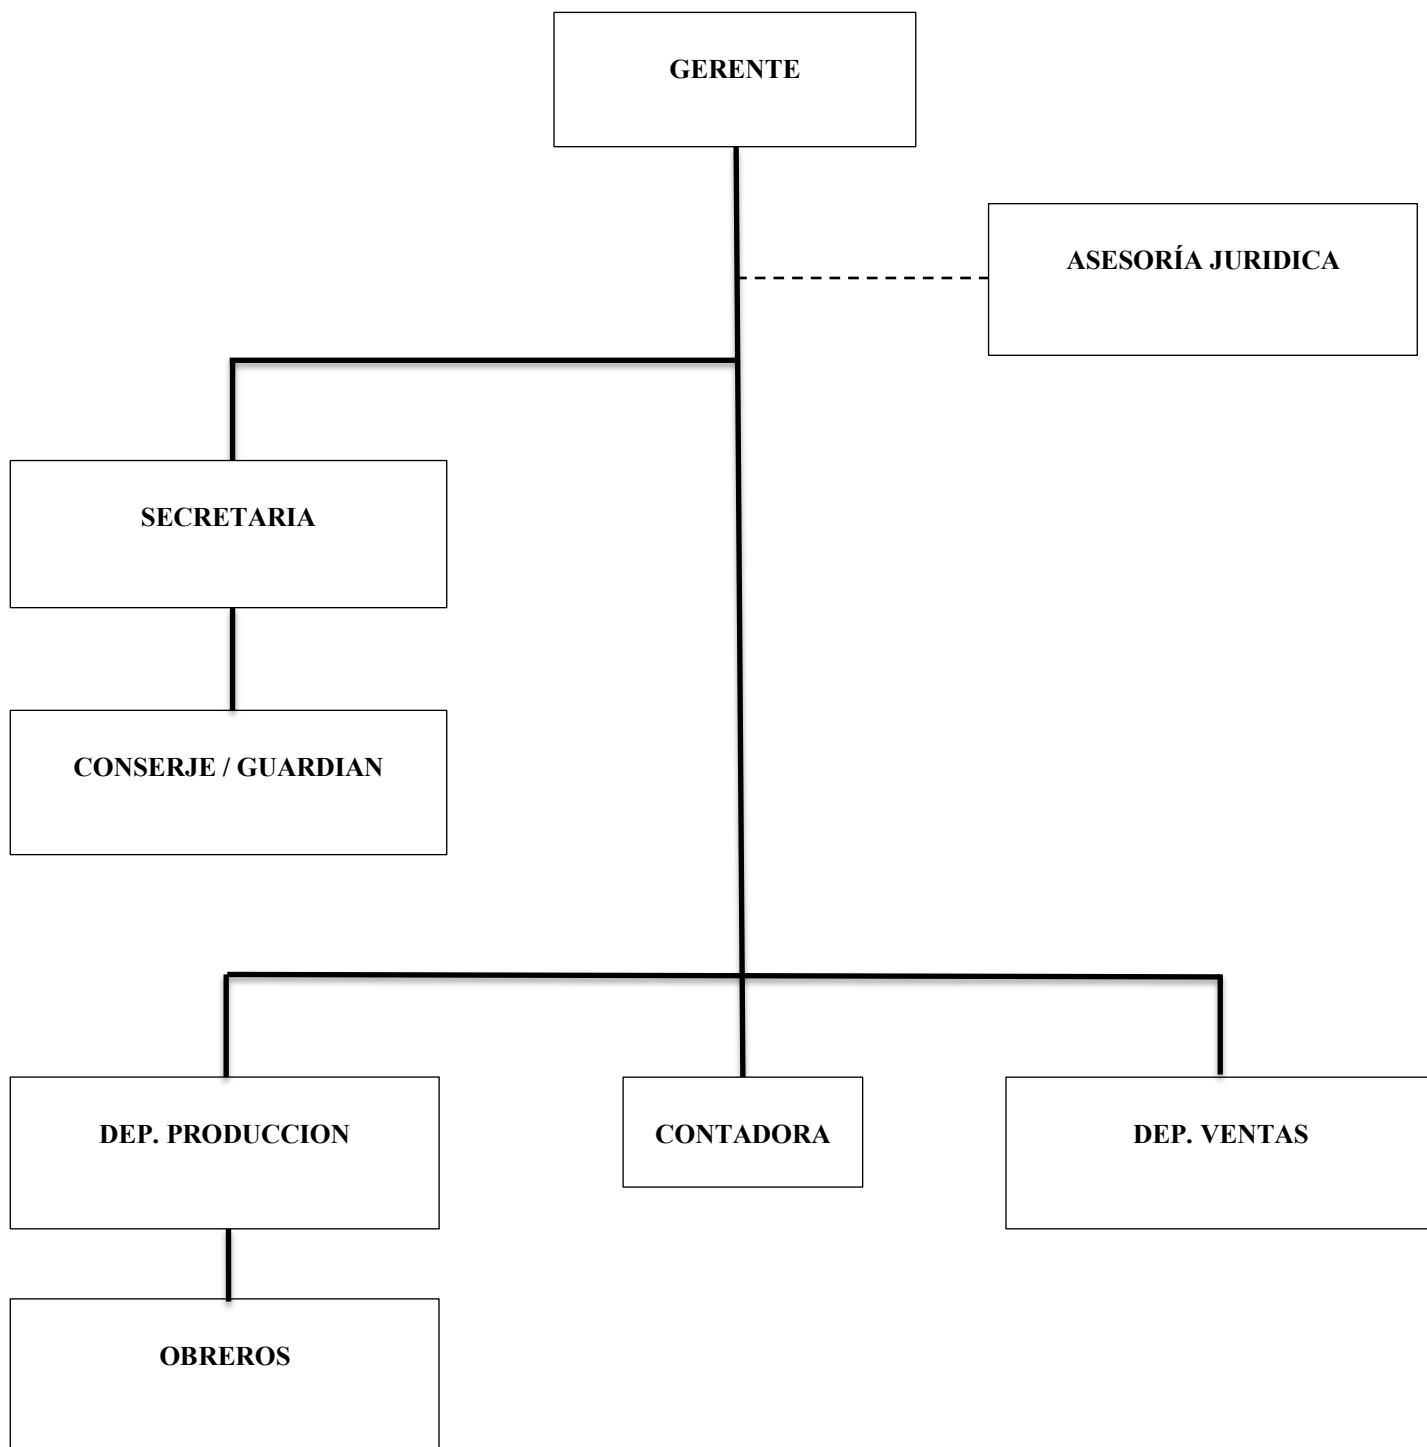 GERENTE
ASESORÍA JURIDICA
SECRETARIA
CONSERJE / GUARDIAN
DEP. PRODUCCION
CONTADORA
DEP. VENTAS
OBREROS